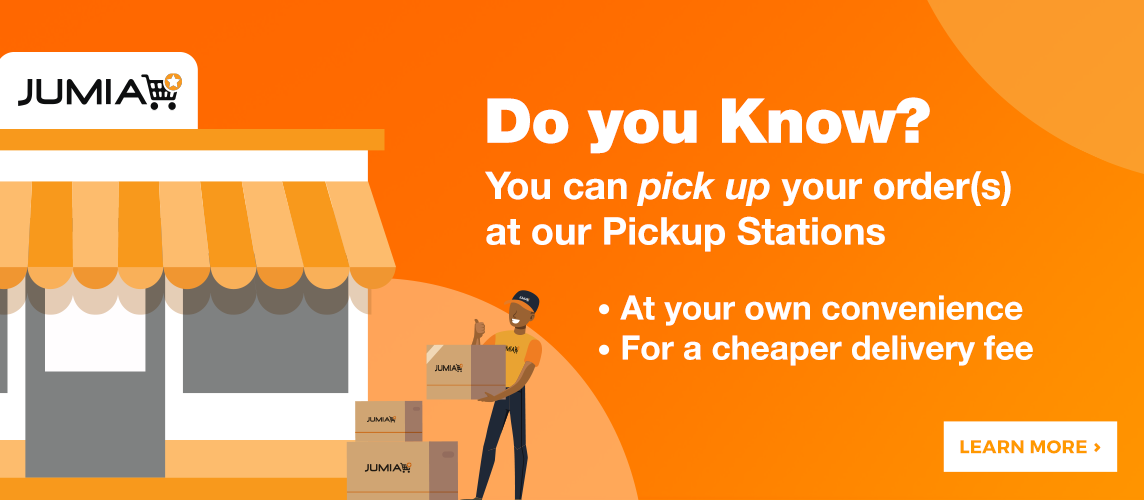 JUMIA
Do you Know?
You can pick up your order(s)
at our Pickup Stations
• At your own convenience
• For a cheaper delivery fee
JUMIA
JUMIA
JUMIA
LEARN MORE ›